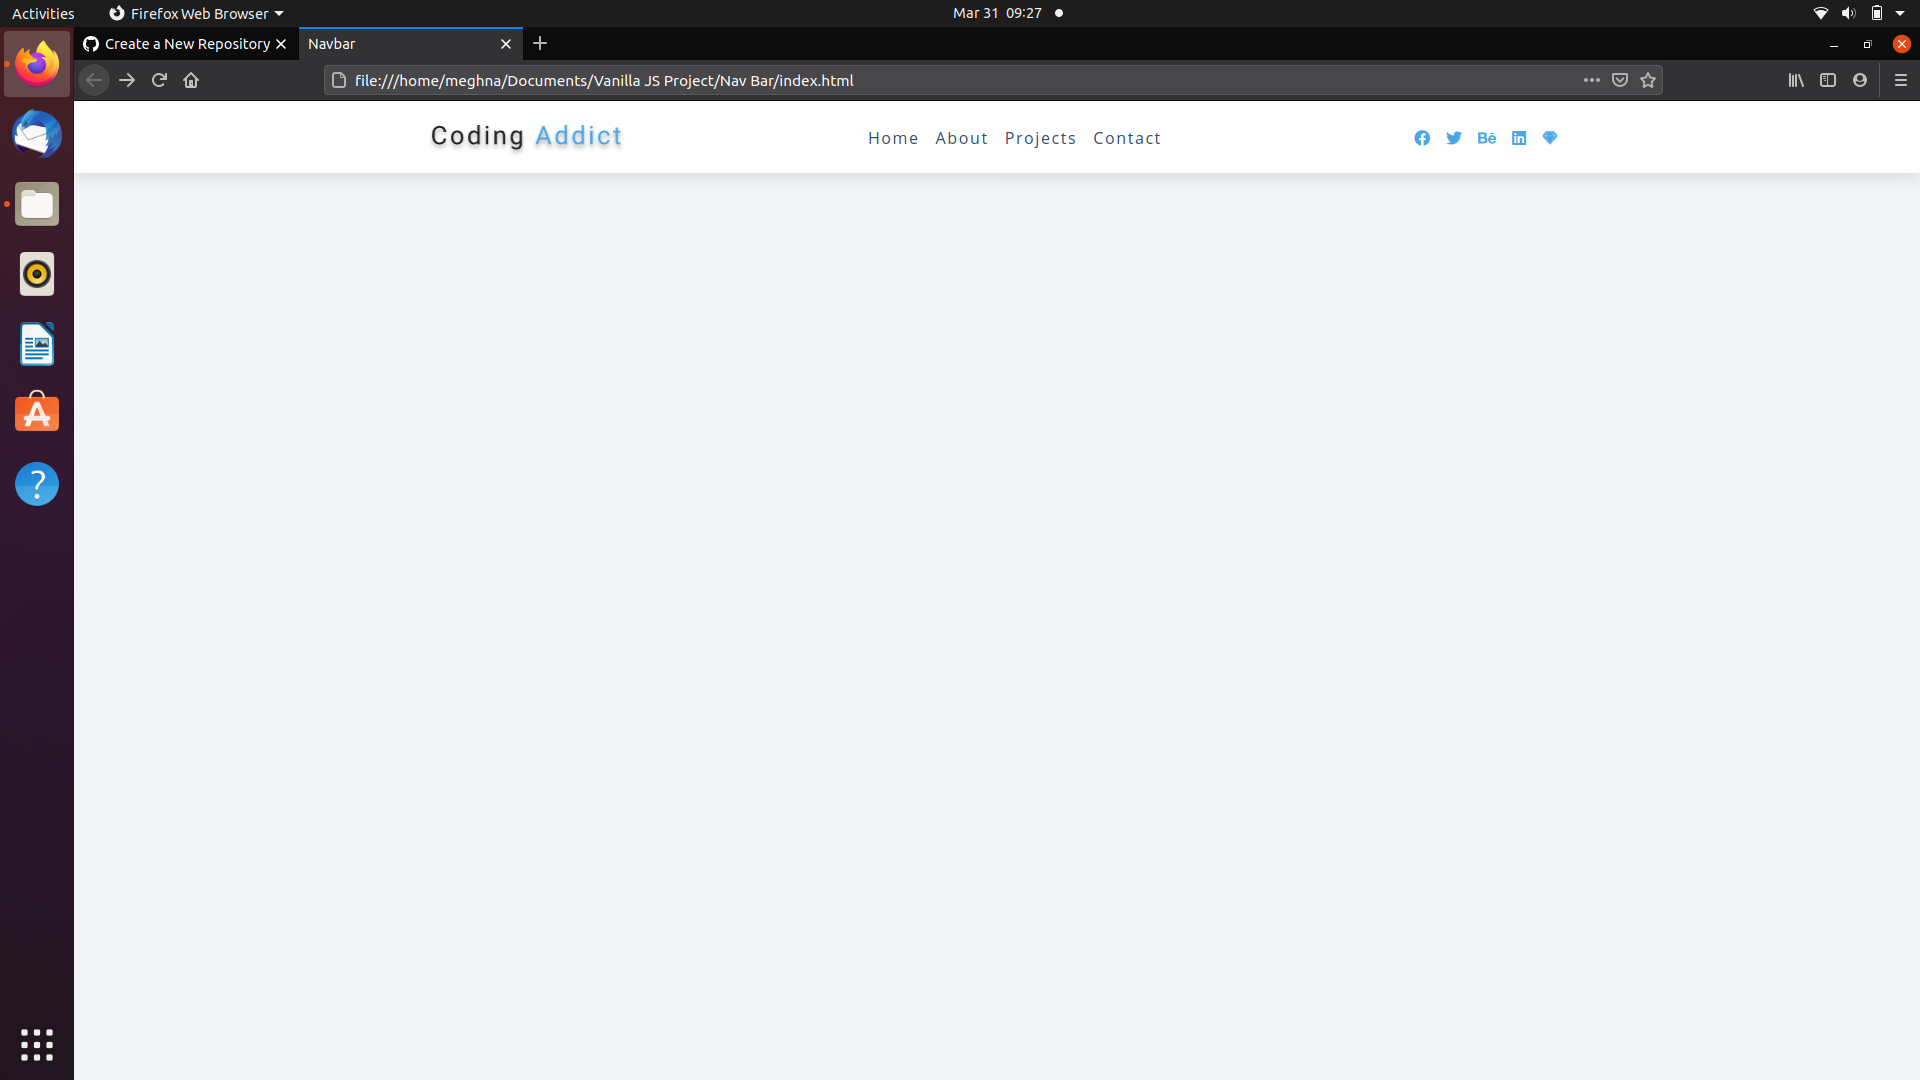 Activities Firefox Web Browser Mar 31 09:27
Create a New Repository Navbar
file:///home/meghna/Documents/Vanilla JS Project/Nav Bar/index.html
Coding Addict Home About Projects Contact Bē in
?